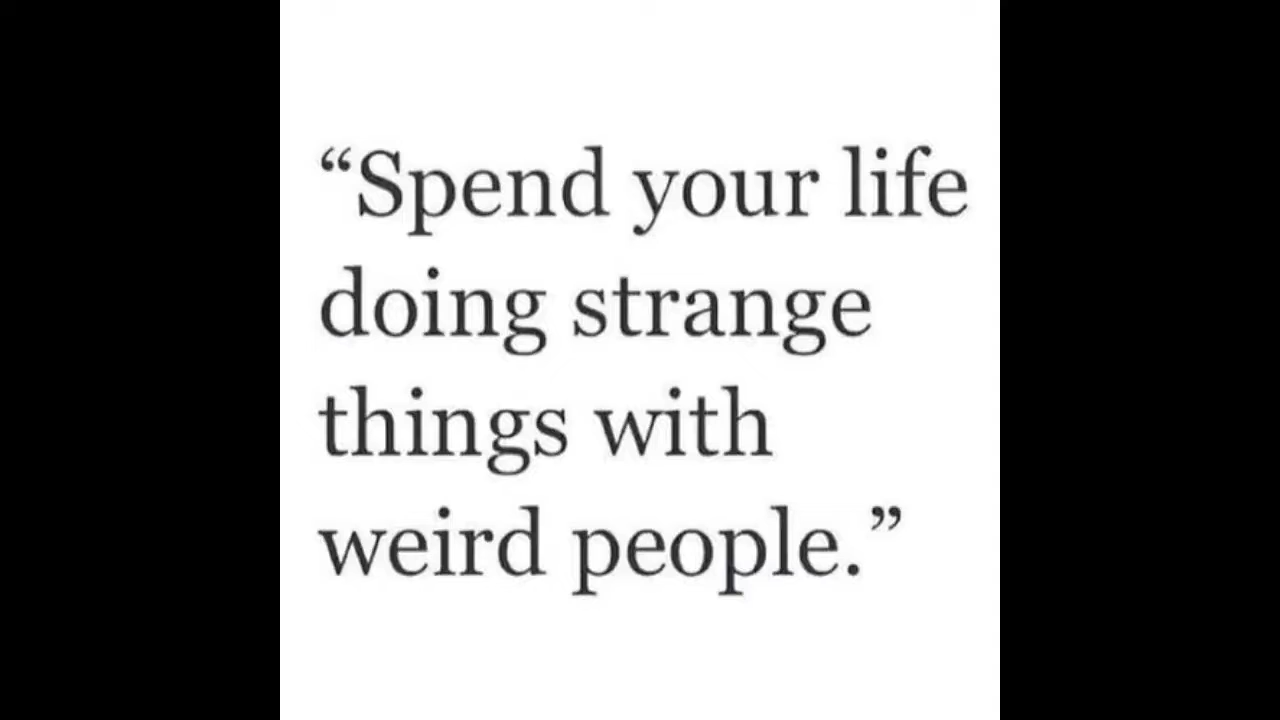 “Spend your life
doing strange
things with
weird people.”